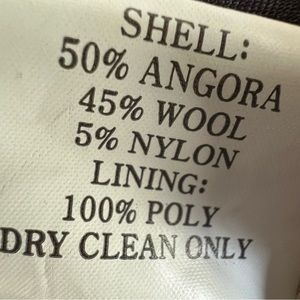 SHELL:
50% ANGORA
45% WOOL
5% NYLON
LINING:
100% POLY
DRY CLEAN ONLY